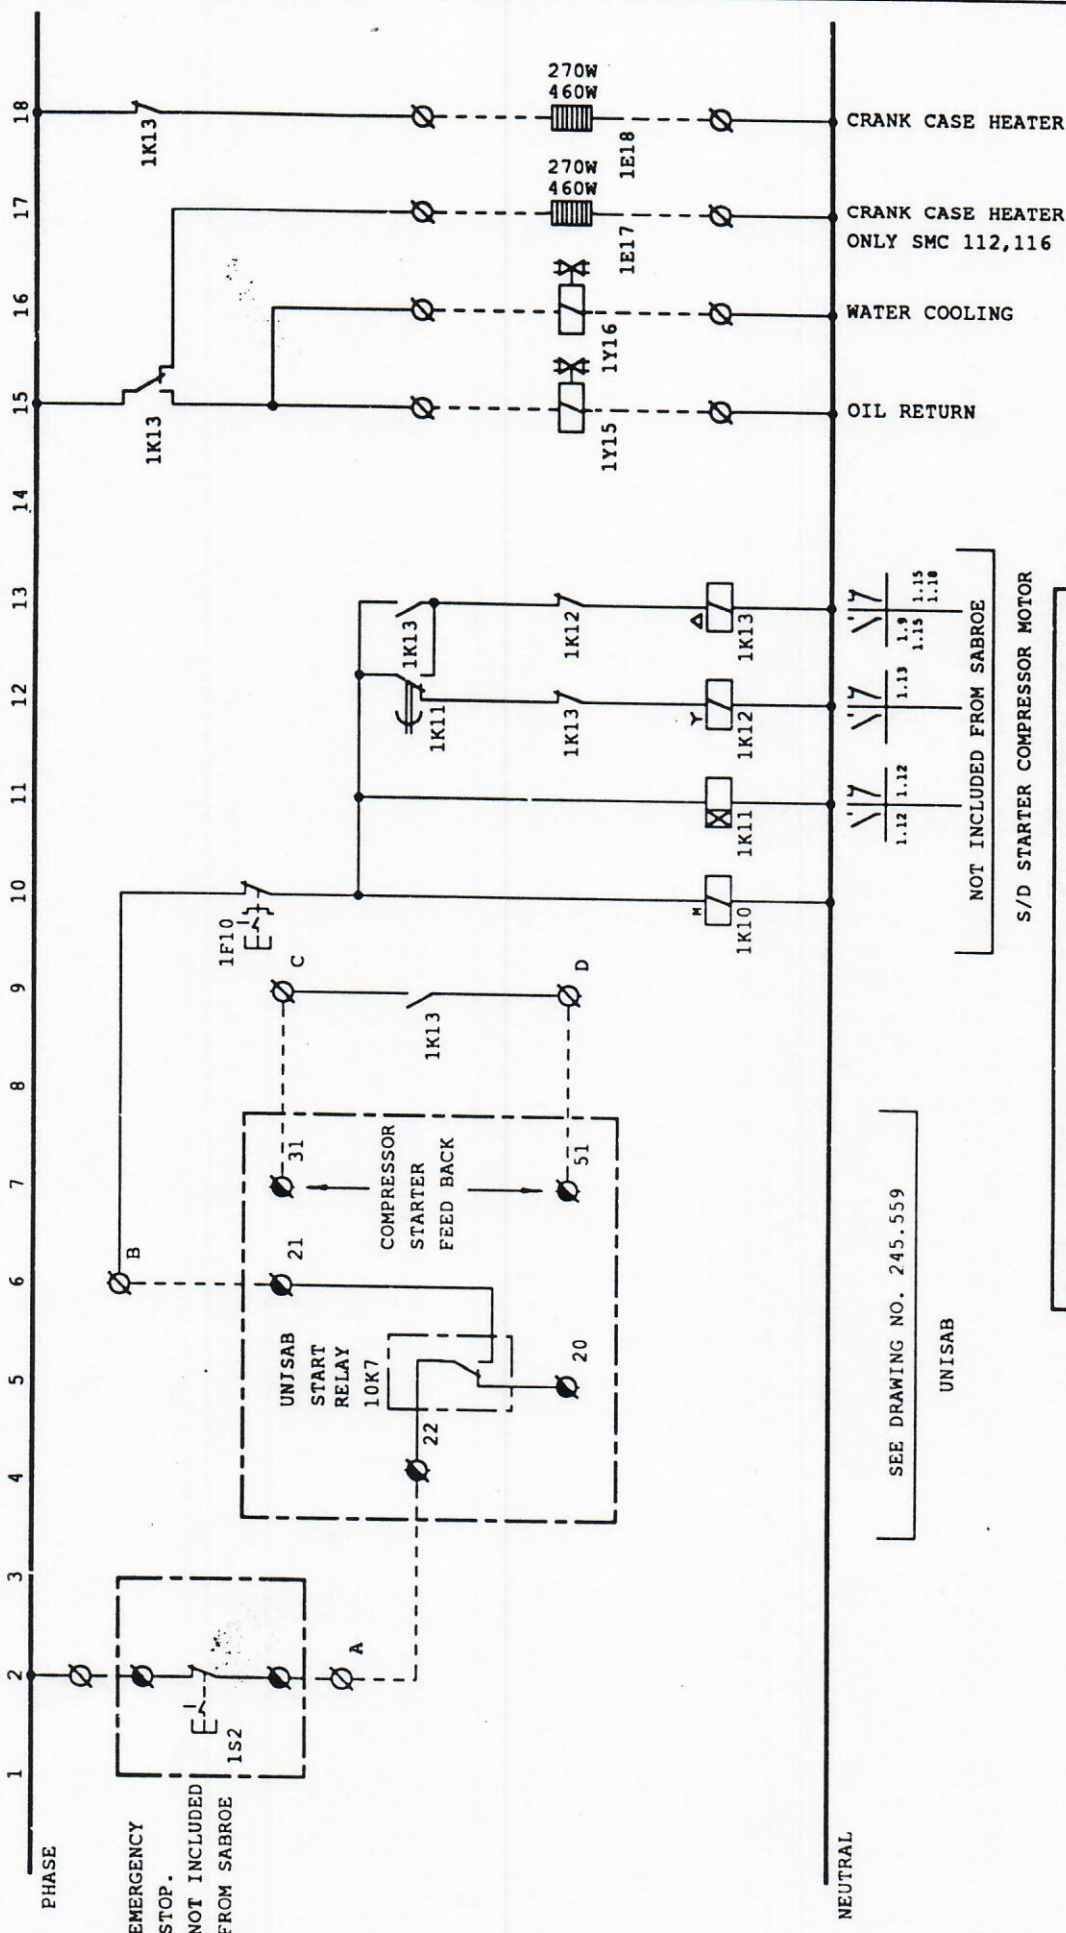 18
17
16
15
14
13
12
11
10
9
8
7
6
5
4
3
2
1
PHASE
NEUTRAL
270W
460W
1K13
1E18
CRANK CASE HEATER
270W
460W
1E17
CRANK CASE HEATER
ONLY SMC 112,116
1Y16
WATER COOLING
1K13
1Y15
OIL RETURN
1K13
1K12
Δ
1K13
1.9
1.15
1.15
1.18
1K11
1K13
Y
1K12
1.13
1K11
1.12
1.12
1F10
M
1K10
NOT INCLUDED FROM SABROE
S/D STARTER COMPRESSOR MOTOR
C
1K13
D
31
COMPRESSOR
STARTER
FEED BACK
51
B
21
UNISAB
START
RELAY
10K7
20
22
SEE DRAWING NO. 245.559
UNISAB
A
1S2
EMERGENCY
STOP.
NOT INCLUDED
FROM SABROE